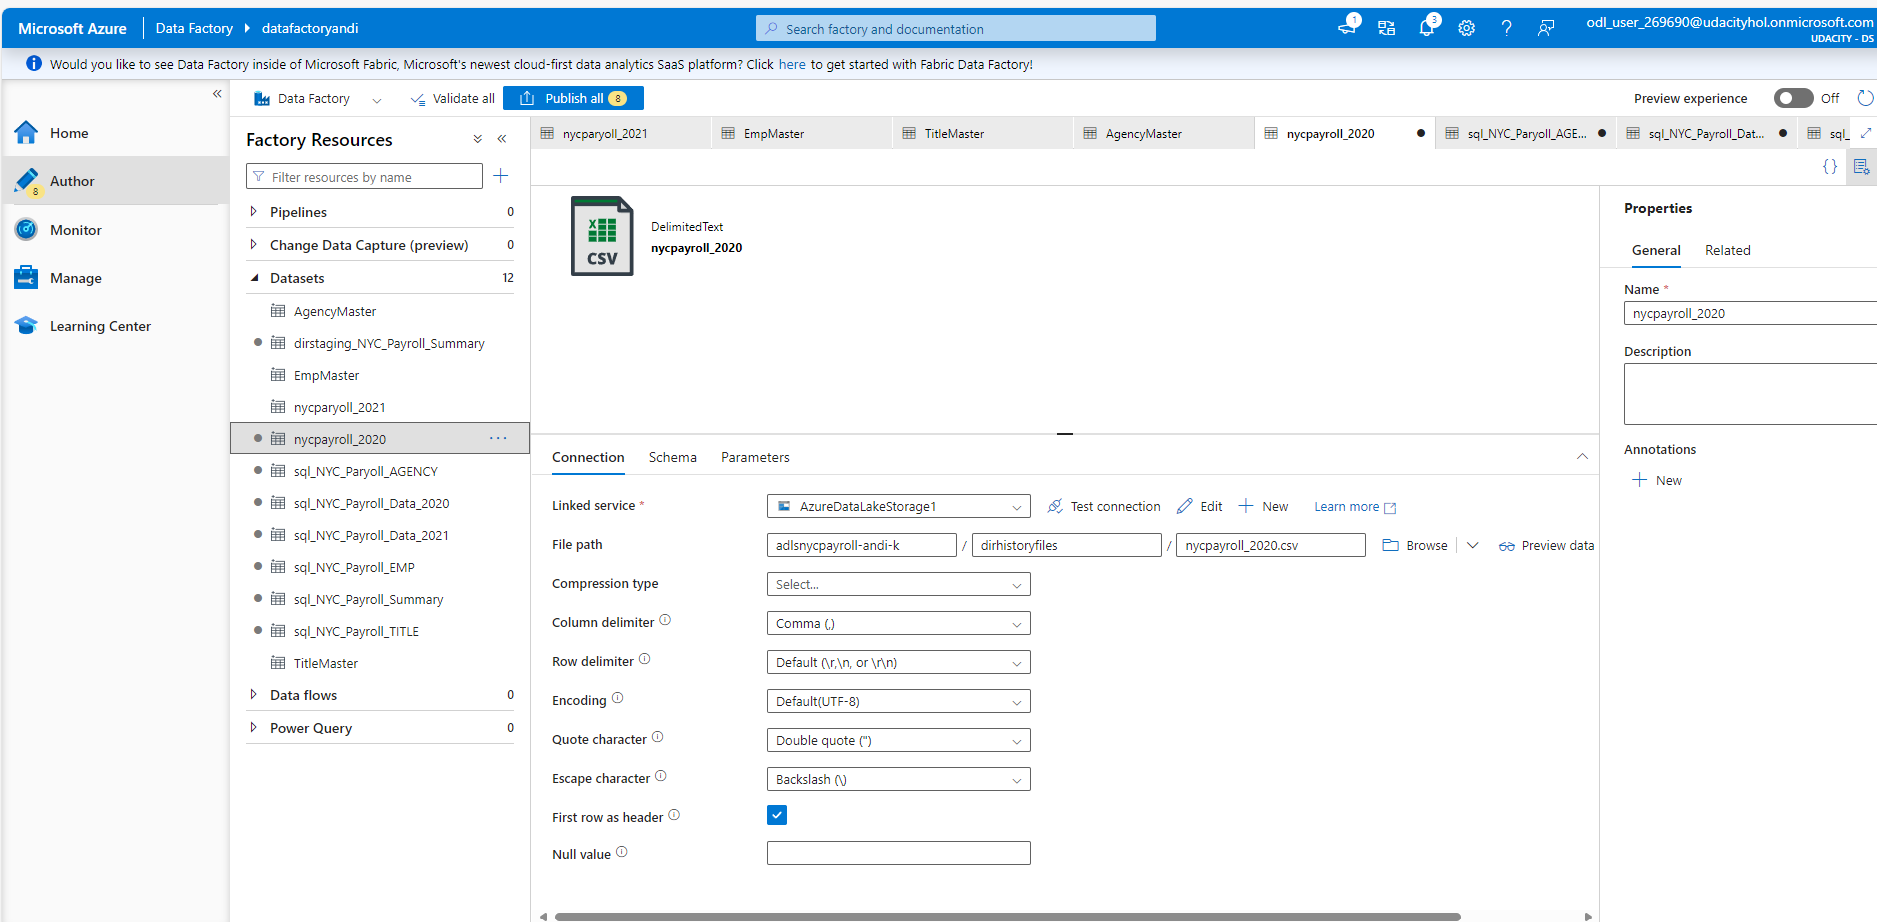 Microsoft Azure
Data Factory
datafactoryandi
Search factory and documentation
1
3
odl_user_269690@udacityhol.onmicrosoft.com
UDACITY - DS
Would you like to see Data Factory inside of Microsoft Fabric, Microsoft's newest cloud-first data analytics SaaS platform? Click here to get started with Fabric Data Factory!
Data Factory
Validate all
Publish all 8
Preview experience
Off
Home
Author
8
Monitor
Manage
Learning Center
Factory Resources
Filter resources by name
Pipelines 0
Change Data Capture (preview) 0
Datasets 12
AgencyMaster
dirstaging_NYC_Payroll_Summary
EmpMaster
nycparyoll_2021
nycpayroll_2020
sql_NYC_Paryoll_AGENCY
sql_NYC_Payroll_Data_2020
sql_NYC_Payroll_Data_2021
sql_NYC_Payroll_EMP
sql_NYC_Payroll_Summary
sql_NYC_Payroll_TITLE
TitleMaster
Data flows 0
Power Query 0
nycparyoll_2021
EmpMaster
TitleMaster
AgencyMaster
nycpayroll_2020
sql_NYC_Paryoll_AGE...
sql_NYC_Payroll_Dat...
sql_
{}
X
CSV
DelimitedText
nycpayroll_2020
Connection
Schema
Parameters
Linked service *
AzureDataLakeStorage1
Test connection
Edit
New
Learn more
File path
adlsnycpayroll-andi-k / dirhistoryfiles / nycpayroll_2020.csv
Browse
Preview data
Compression type
Select...
Column delimiter
Comma (,)
Row delimiter
Default (\r,\n, or \r\n)
Encoding
Default(UTF-8)
Quote character
Double quote (")
Escape character
Backslash (\)
First row as header
Null value
Properties
General
Related
Name *
nycpayroll_2020
Description
Annotations
New